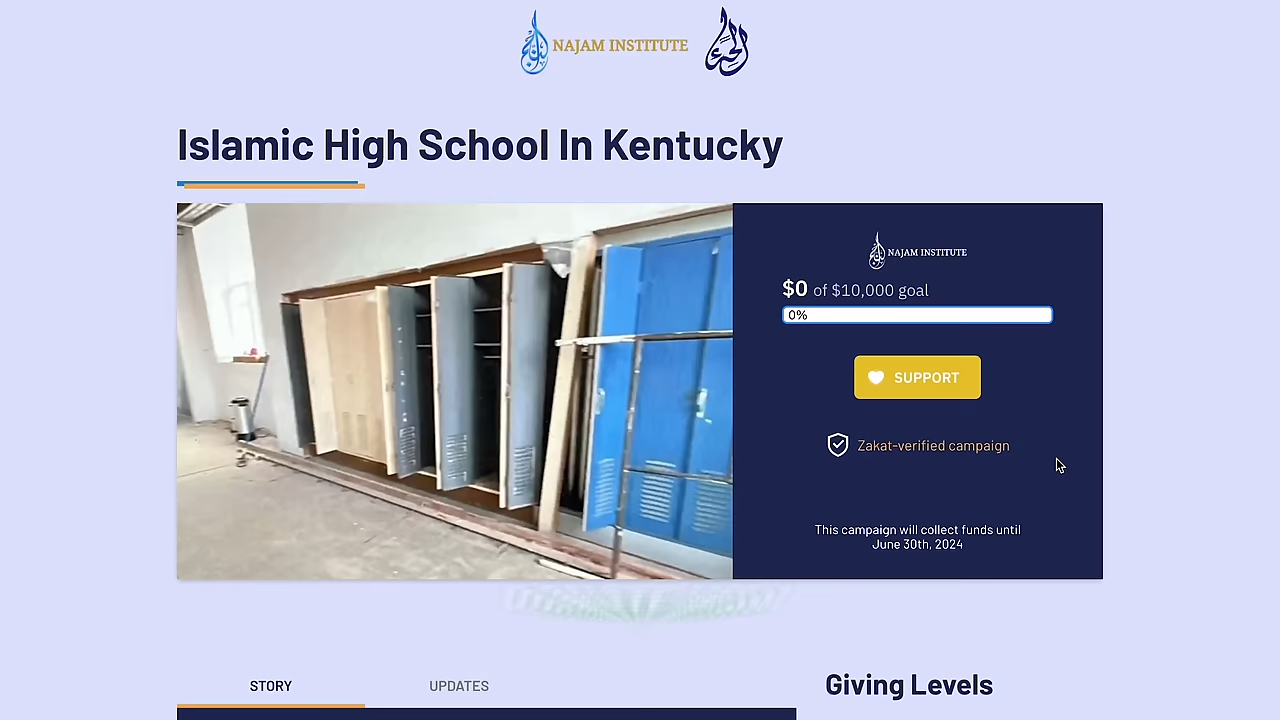 NAJAM INSTITUTE
Islamic High School In Kentucky
NAJAM INSTITUTE
$0 of $10,000 goal
0%
SUPPORT
Zakat-verified campaign
This campaign will collect funds until
June 30th, 2024
STORY
UPDATES
Giving Levels